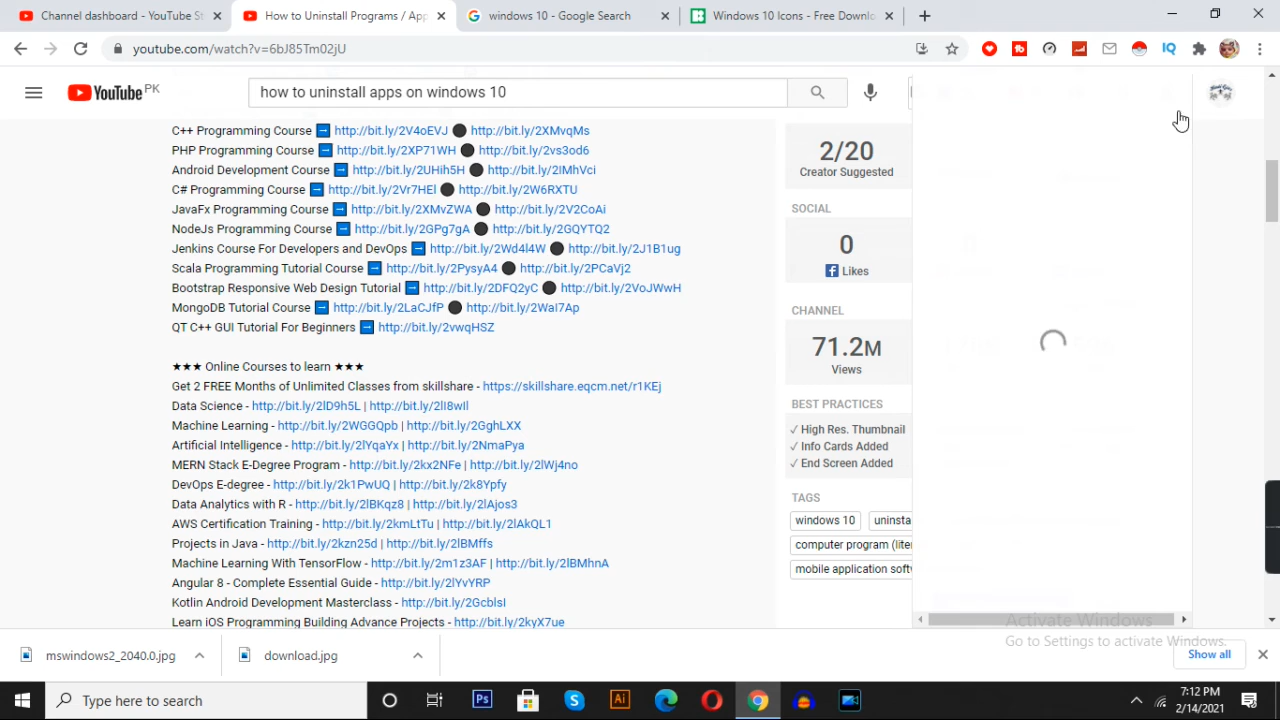 Channel dashboard - YouTube St
How to Uninstall Programs / App
windows 10 - Google Search
Windows 10 Icons - Free Downlo
youtube.com/watch?v=6bJ85Tm02jU
YouTube PK
how to uninstall apps on windows 10
C++ Programming Course ➡ http://bit.ly/2V4oEVJ ⚫ http://bit.ly/2XMvqMs
PHP Programming Course ➡ http://bit.ly/2XP71WH ⚫ http://bit.ly/2vs3od6
Android Development Course ➡ http://bit.ly/2UHih5H ⚫ http://bit.ly/2IMhVci
C# Programming Course ➡ http://bit.ly/2Vr7HEl ⚫ http://bit.ly/2W6RXTU
JavaFx Programming Course ➡ http://bit.ly/2XMvZWA ⚫ http://bit.ly/2V2CoAi
NodeJs Programming Course ➡ http://bit.ly/2GPg7gA ⚫ http://bit.ly/2GQYTQ2
Jenkins Course For Developers and DevOps ➡ http://bit.ly/2Wd4l4W ⚫ http://bit.ly/2J1B1ug
Scala Programming Tutorial Course ➡ http://bit.ly/2PysyA4 ⚫ http://bit.ly/2PCaVj2
Bootstrap Responsive Web Design Tutorial ➡ http://bit.ly/2DFQ2yC ⚫ http://bit.ly/2VoJWwH
MongoDB Tutorial Course ➡ http://bit.ly/2LaCJfP ⚫ http://bit.ly/2WaI7Ap
QT C++ GUI Tutorial For Beginners ➡ http://bit.ly/2vwqHSZ
★★★ Online Courses to learn ★★★
Get 2 FREE Months of Unlimited Classes from skillshare - https://skillshare.eqcm.net/r1KEj
Data Science - http://bit.ly/2lD9h5L | http://bit.ly/2lI8wIl
Machine Learning - http://bit.ly/2WGGQpb | http://bit.ly/2GghLXX
Artificial Intelligence - http://bit.ly/2lYqaYx | http://bit.ly/2NmaPya
MERN Stack E-Degree Program - http://bit.ly/2kx2NFe | http://bit.ly/2lWj4no
DevOps E-degree - http://bit.ly/2k1PwUQ | http://bit.ly/2k8Ypfy
Data Analytics with R - http://bit.ly/2lBKqz8 | http://bit.ly/2lAjos3
AWS Certification Training - http://bit.ly/2kmLtTu | http://bit.ly/2lAkQL1
Projects in Java - http://bit.ly/2kzn25d | http://bit.ly/2lBMffs
Machine Learning With TensorFlow - http://bit.ly/2m1z3AF | http://bit.ly/2lBMhnA
Angular 8 - Complete Essential Guide - http://bit.ly/2lYvYRP
Kotlin Android Development Masterclass - http://bit.ly/2GcblsI
Learn iOS Programming Building Advance Projects - http://bit.ly/2kyX7ue
2/20
Creator Suggested
SOCIAL
0
Likes
CHANNEL
71.2M
Views
BEST PRACTICES
✓ High Res. Thumbnail
✓ Info Cards Added
✓ End Screen Added
TAGS
windows 10
uninsta
computer program (liter
mobile application softw
Activate Windows
Go to Settings to activate Windows.
mswindows2_2040.0.jpg
download.jpg
Show all
Type here to search
7:12 PM
2/14/2021